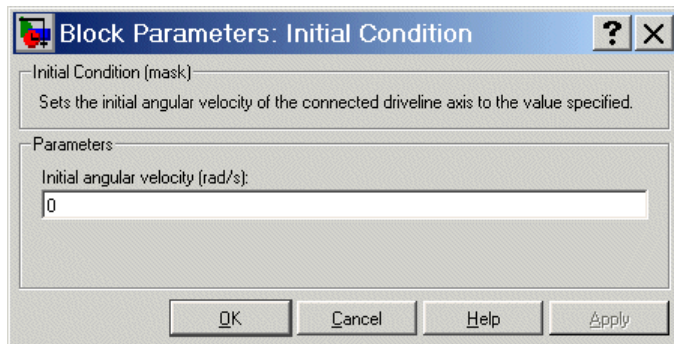 Block Parameters: Initial Condition
Initial Condition (mask)
Sets the initial angular velocity of the connected driveline axis to the value specified.
Parameters
Initial angular velocity (rad/s):
0
OK Cancel Help Apply